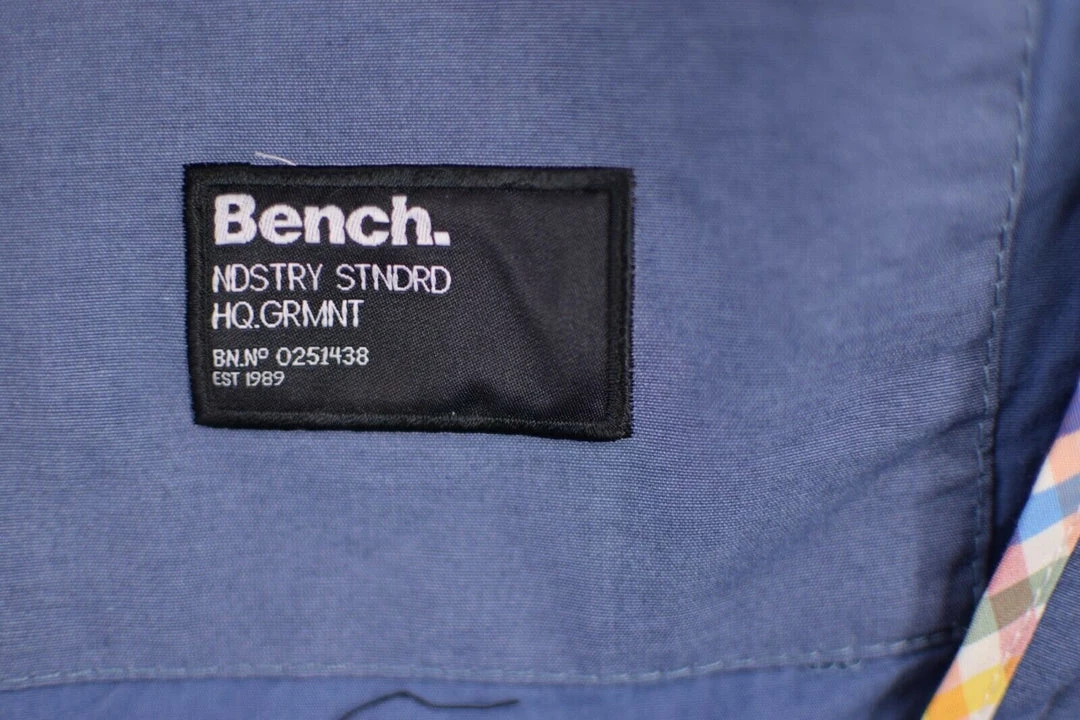 Bench.
NDSTRY STNDRD
HQ.GRMNT
BN.Nº 0251438
EST 1989